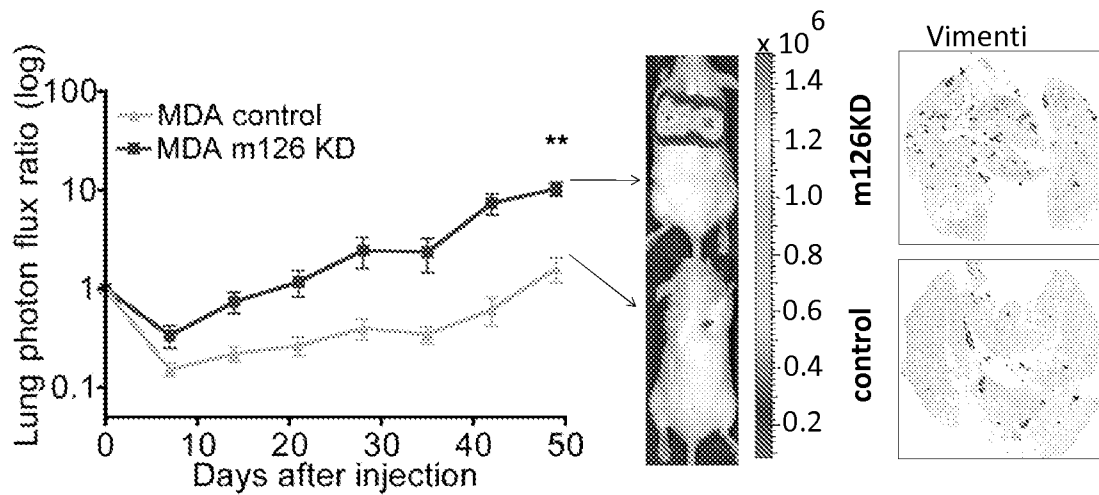 Lung photon flux ratio (log)
100
10
1
0.1
MDA control
MDA m126 KD
**
0 10 20 30 40 50
Days after injection
x 10 6
1.4
1.2
1.0
0.8
0.6
0.4
0.2
Vimenti
m126KD
control